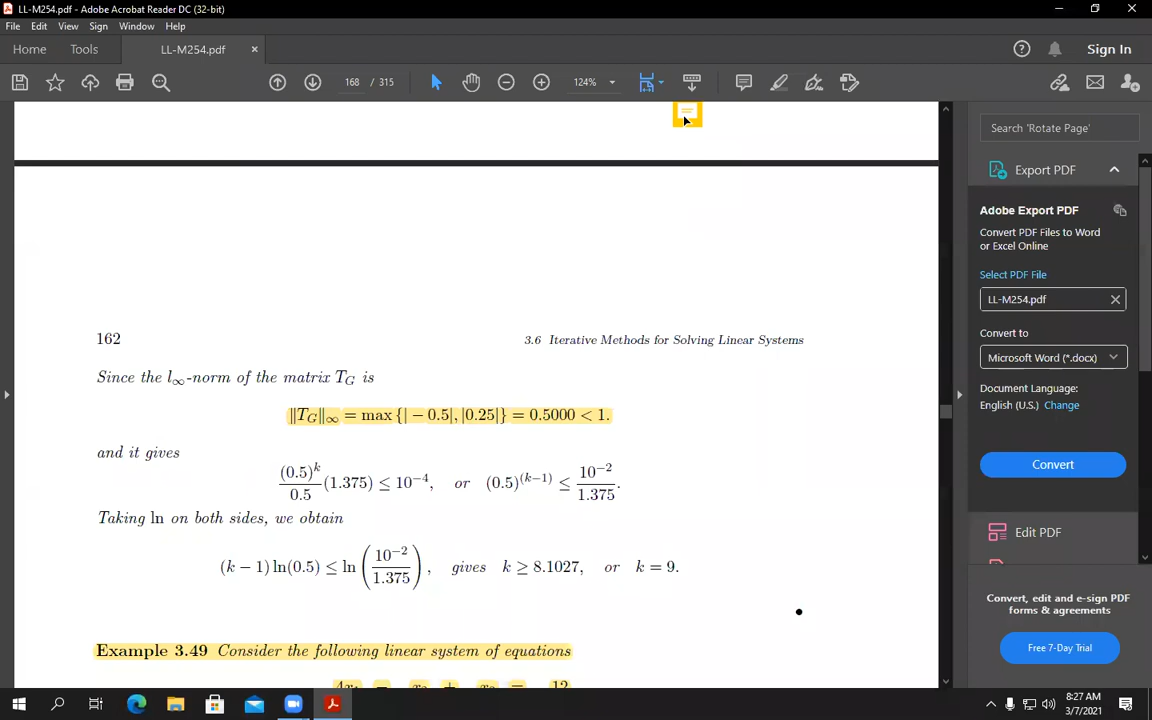 LL-M254.pdf - Adobe Acrobat Reader DC (32-bit)
File Edit View Sign Window Help
Home Tools LL-M254.pdf × Sign In
168 / 315 124%
Search 'Rotate Page'
Export PDF
Adobe Export PDF
Convert PDF Files to Word
or Excel Online
Select PDF File
LL-M254.pdf
Convert to
Microsoft Word (*.docx)
Document Language:
English (U.S.) Change
Convert
Edit PDF
Convert, edit and e-sign PDF
forms & agreements
Free 7-Day Trial
162 3.6 Iterative Methods for Solving Linear Systems
Since the l∞-norm of the matrix T_G is
‖T_G‖∞ = max {| − 0.5|, |0.25|} = 0.5000 < 1.
and it gives
(0.5)^k / 0.5 (1.375) ≤ 10^−4, or (0.5)^(k−1) ≤ 10^−2 / 1.375.
Taking ln on both sides, we obtain
(k − 1) ln(0.5) ≤ ln (10^−2 / 1.375), gives k ≥ 8.1027, or k = 9.
Example 3.49 Consider the following linear system of equations
4x₁ − x₂ + x₃ = 12
8:27 AM
3/7/2021